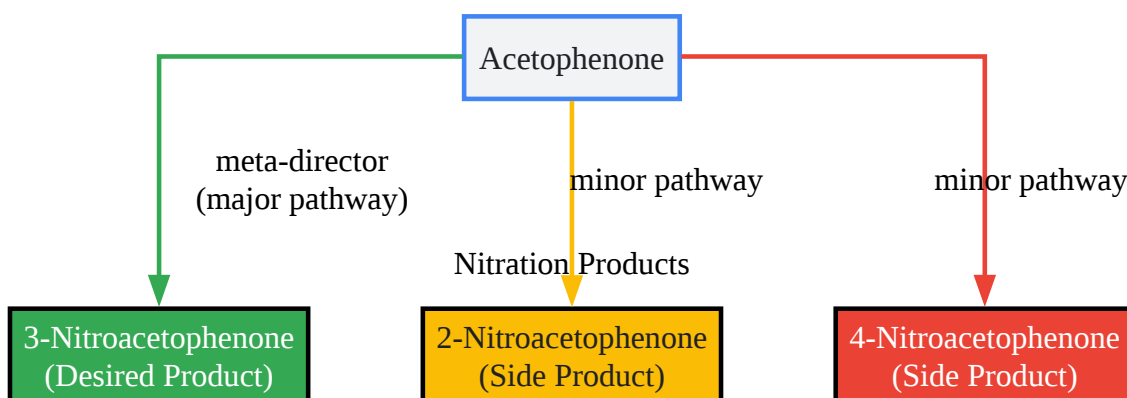 Acetophenone
meta-director
(major pathway)
minor pathway
minor pathway
Nitration Products
3-Nitroacetophenone
(Desired Product)
2-Nitroacetophenone
(Side Product)
4-Nitroacetophenone
(Side Product)